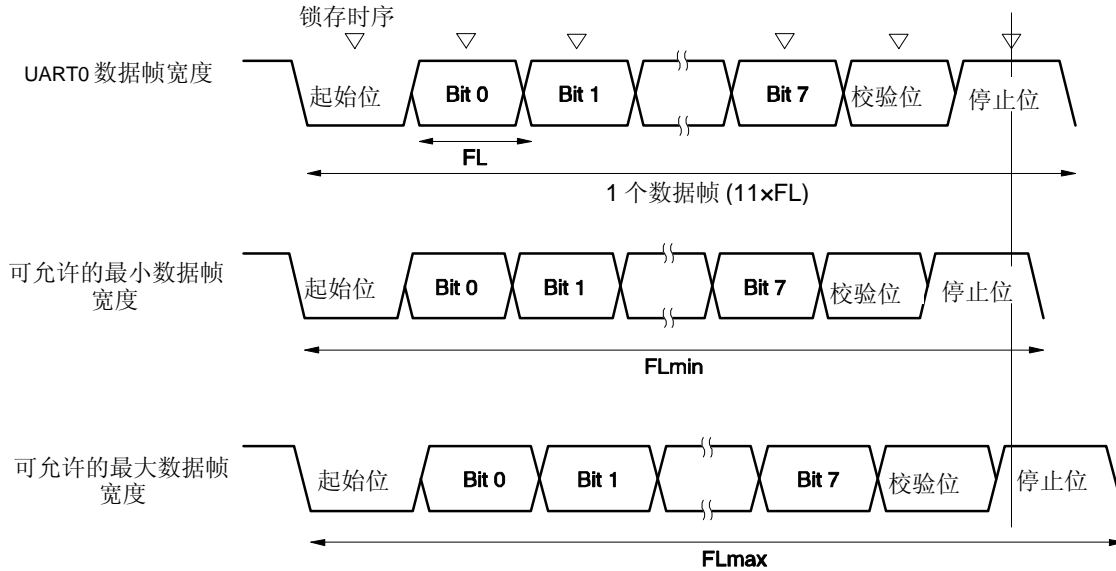 锁存时序
UART0 数据帧宽度
起始位 Bit 0 Bit 1 Bit 7 校验位 停止位
FL
1 个数据帧 (11×FL)
可允许的最小数据帧
宽度
起始位 Bit 0 Bit 1 Bit 7 校验位 停止位
FLmin
可允许的最大数据帧
宽度
起始位 Bit 0 Bit 1 Bit 7 校验位 停止位
FLmax